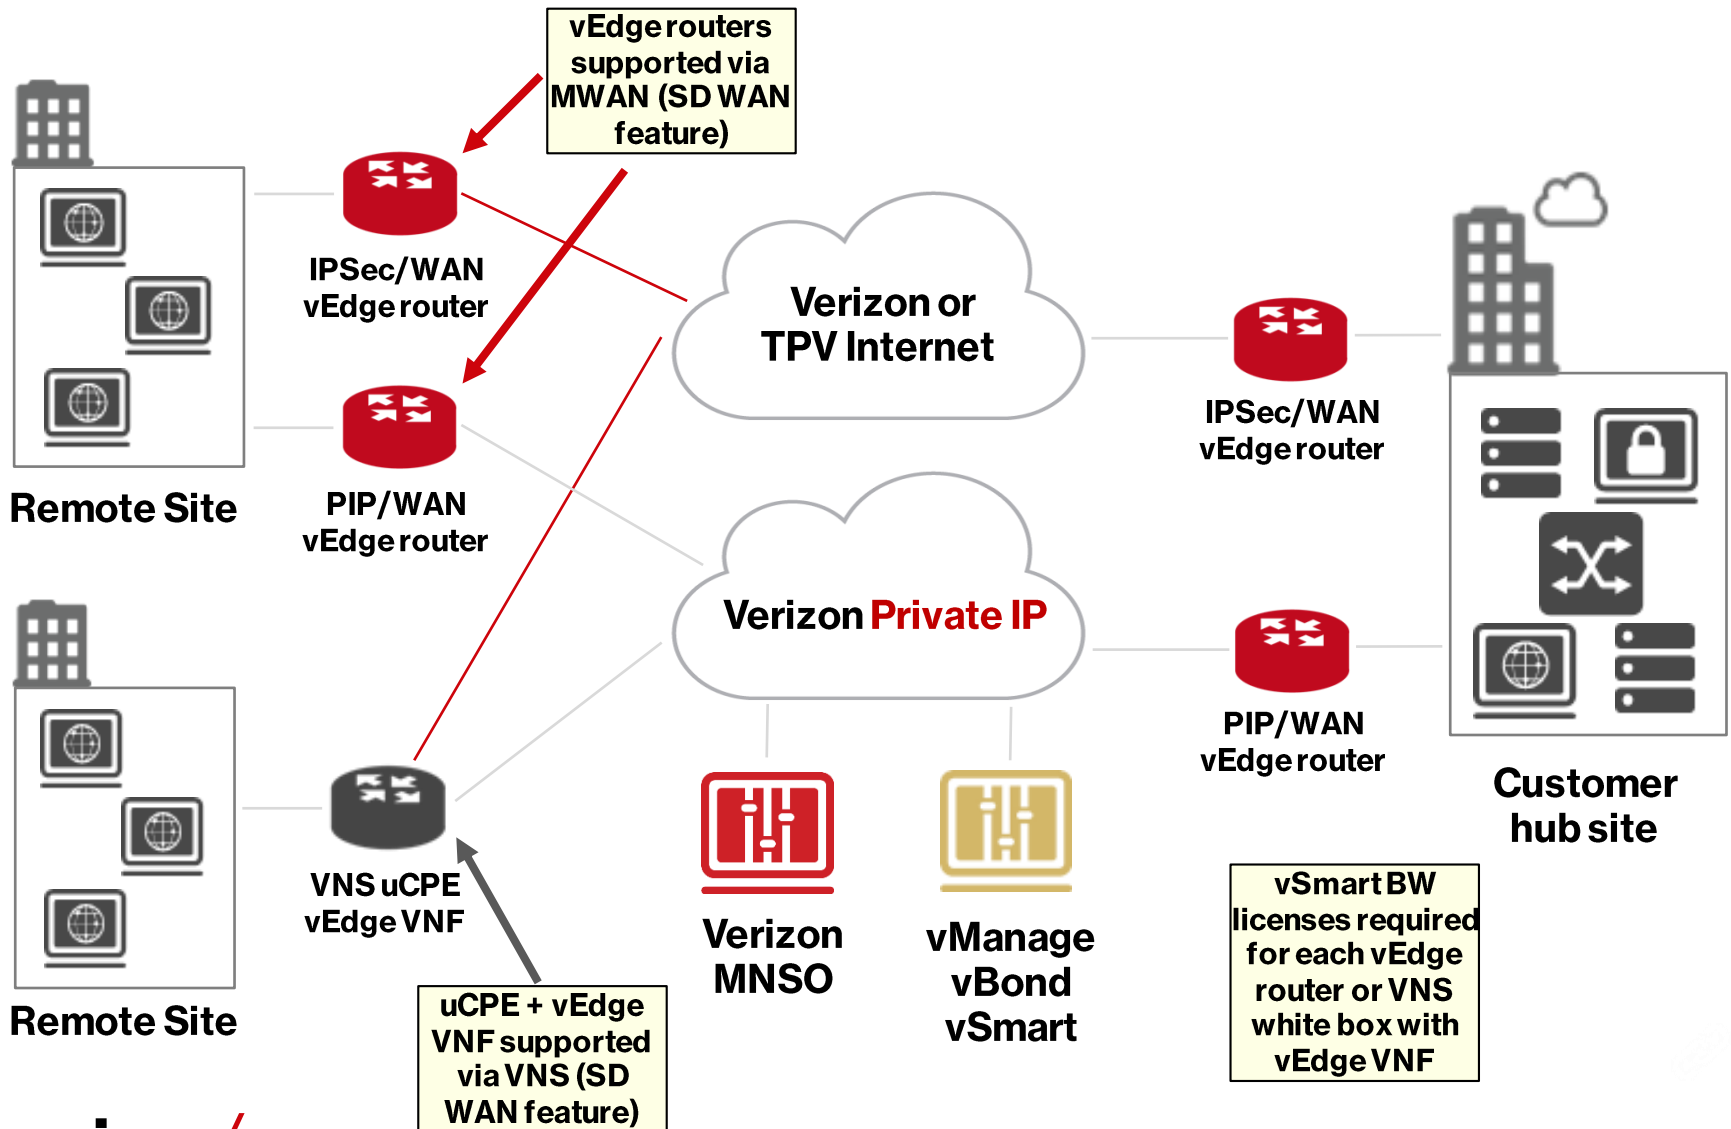 vEdge routers
supported via
MWAN (SD WAN
feature)
IPSec/WAN
vEdge router
Verizon or
TPV Internet
IPSec/WAN
vEdge router
Remote Site
PIP/WAN
vEdge router
Verizon Private IP
PIP/WAN
vEdge router
Customer
hub site
VNS uCPE
vEdge VNF
Remote Site
Verizon
MNSO
vManage
vBond
vSmart
vSmart BW
licenses required
for each vEdge
router or VNS
white box with
vEdge VNF
uCPE + vEdge
VNF supported
via VNS (SD
WAN feature)